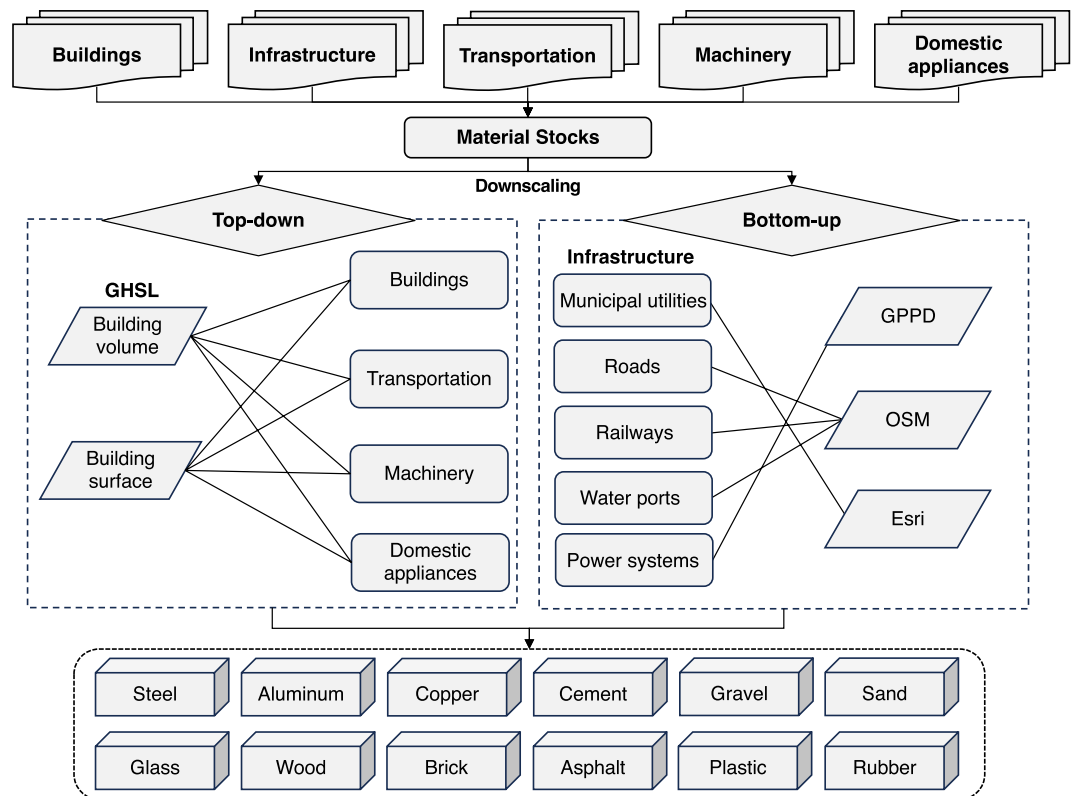 Buildings
Infrastructure
Transportation
Machinery
Domestic
appliances
Material Stocks
Downscaling
Top-down
Bottom-up
GHSL
Building
volume
Building
surface
Buildings
Transportation
Machinery
Domestic
appliances
Infrastructure
Municipal utilities
Roads
Railways
Water ports
Power systems
GPPD
OSM
Esri
Steel
Aluminum
Copper
Cement
Gravel
Sand
Glass
Wood
Brick
Asphalt
Plastic
Rubber